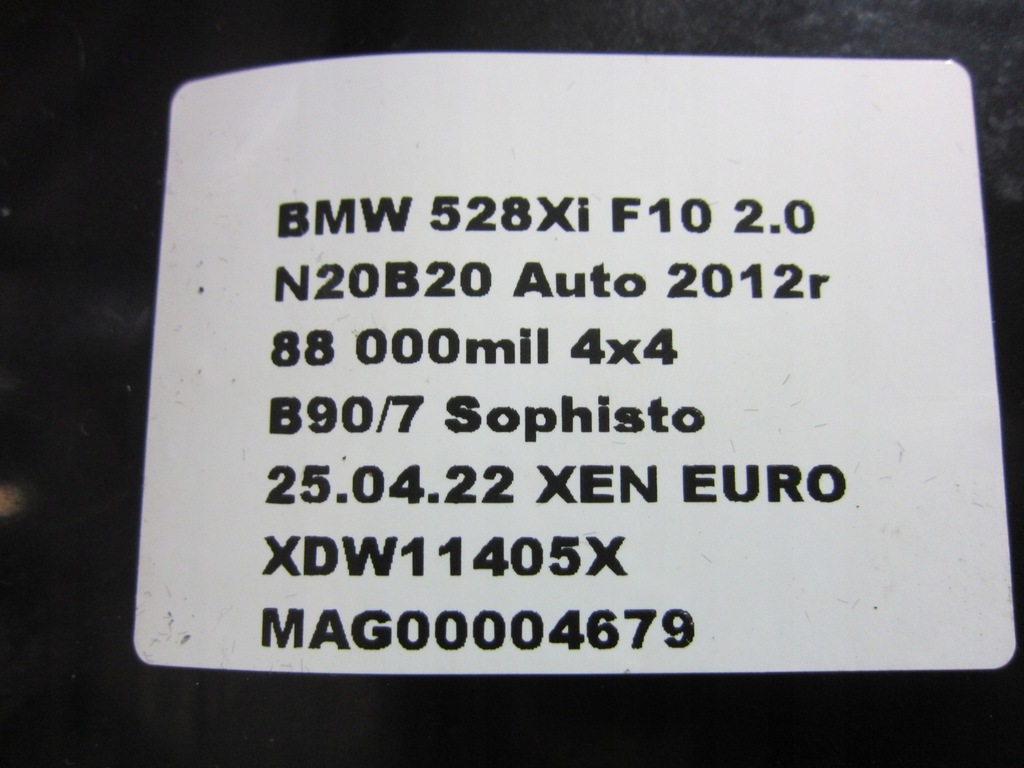 BMW 528Xi F10 2.0
N20B20 Auto 2012r
88 000mil 4x4
B90/7 Sophisto
25.04.22 XEN EURO
XDW11405X
MAG00004679